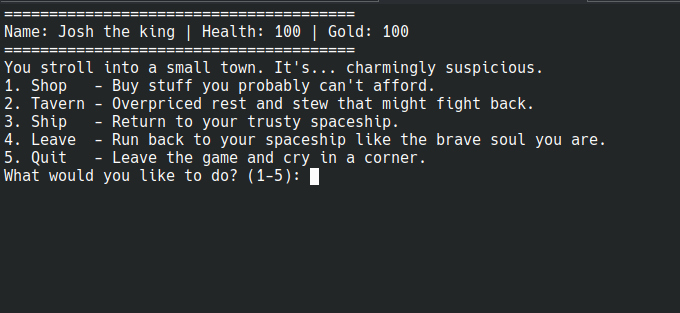 =======================================
Name: Josh the king | Health: 100 | Gold: 100
=======================================
You stroll into a small town. It's... charmingly suspicious.
1. Shop   - Buy stuff you probably can't afford.
2. Tavern - Overpriced rest and stew that might fight back.
3. Ship   - Return to your trusty spaceship.
4. Leave  - Run back to your spaceship like the brave soul you are.
5. Quit   - Leave the game and cry in a corner.
What would you like to do? (1-5):